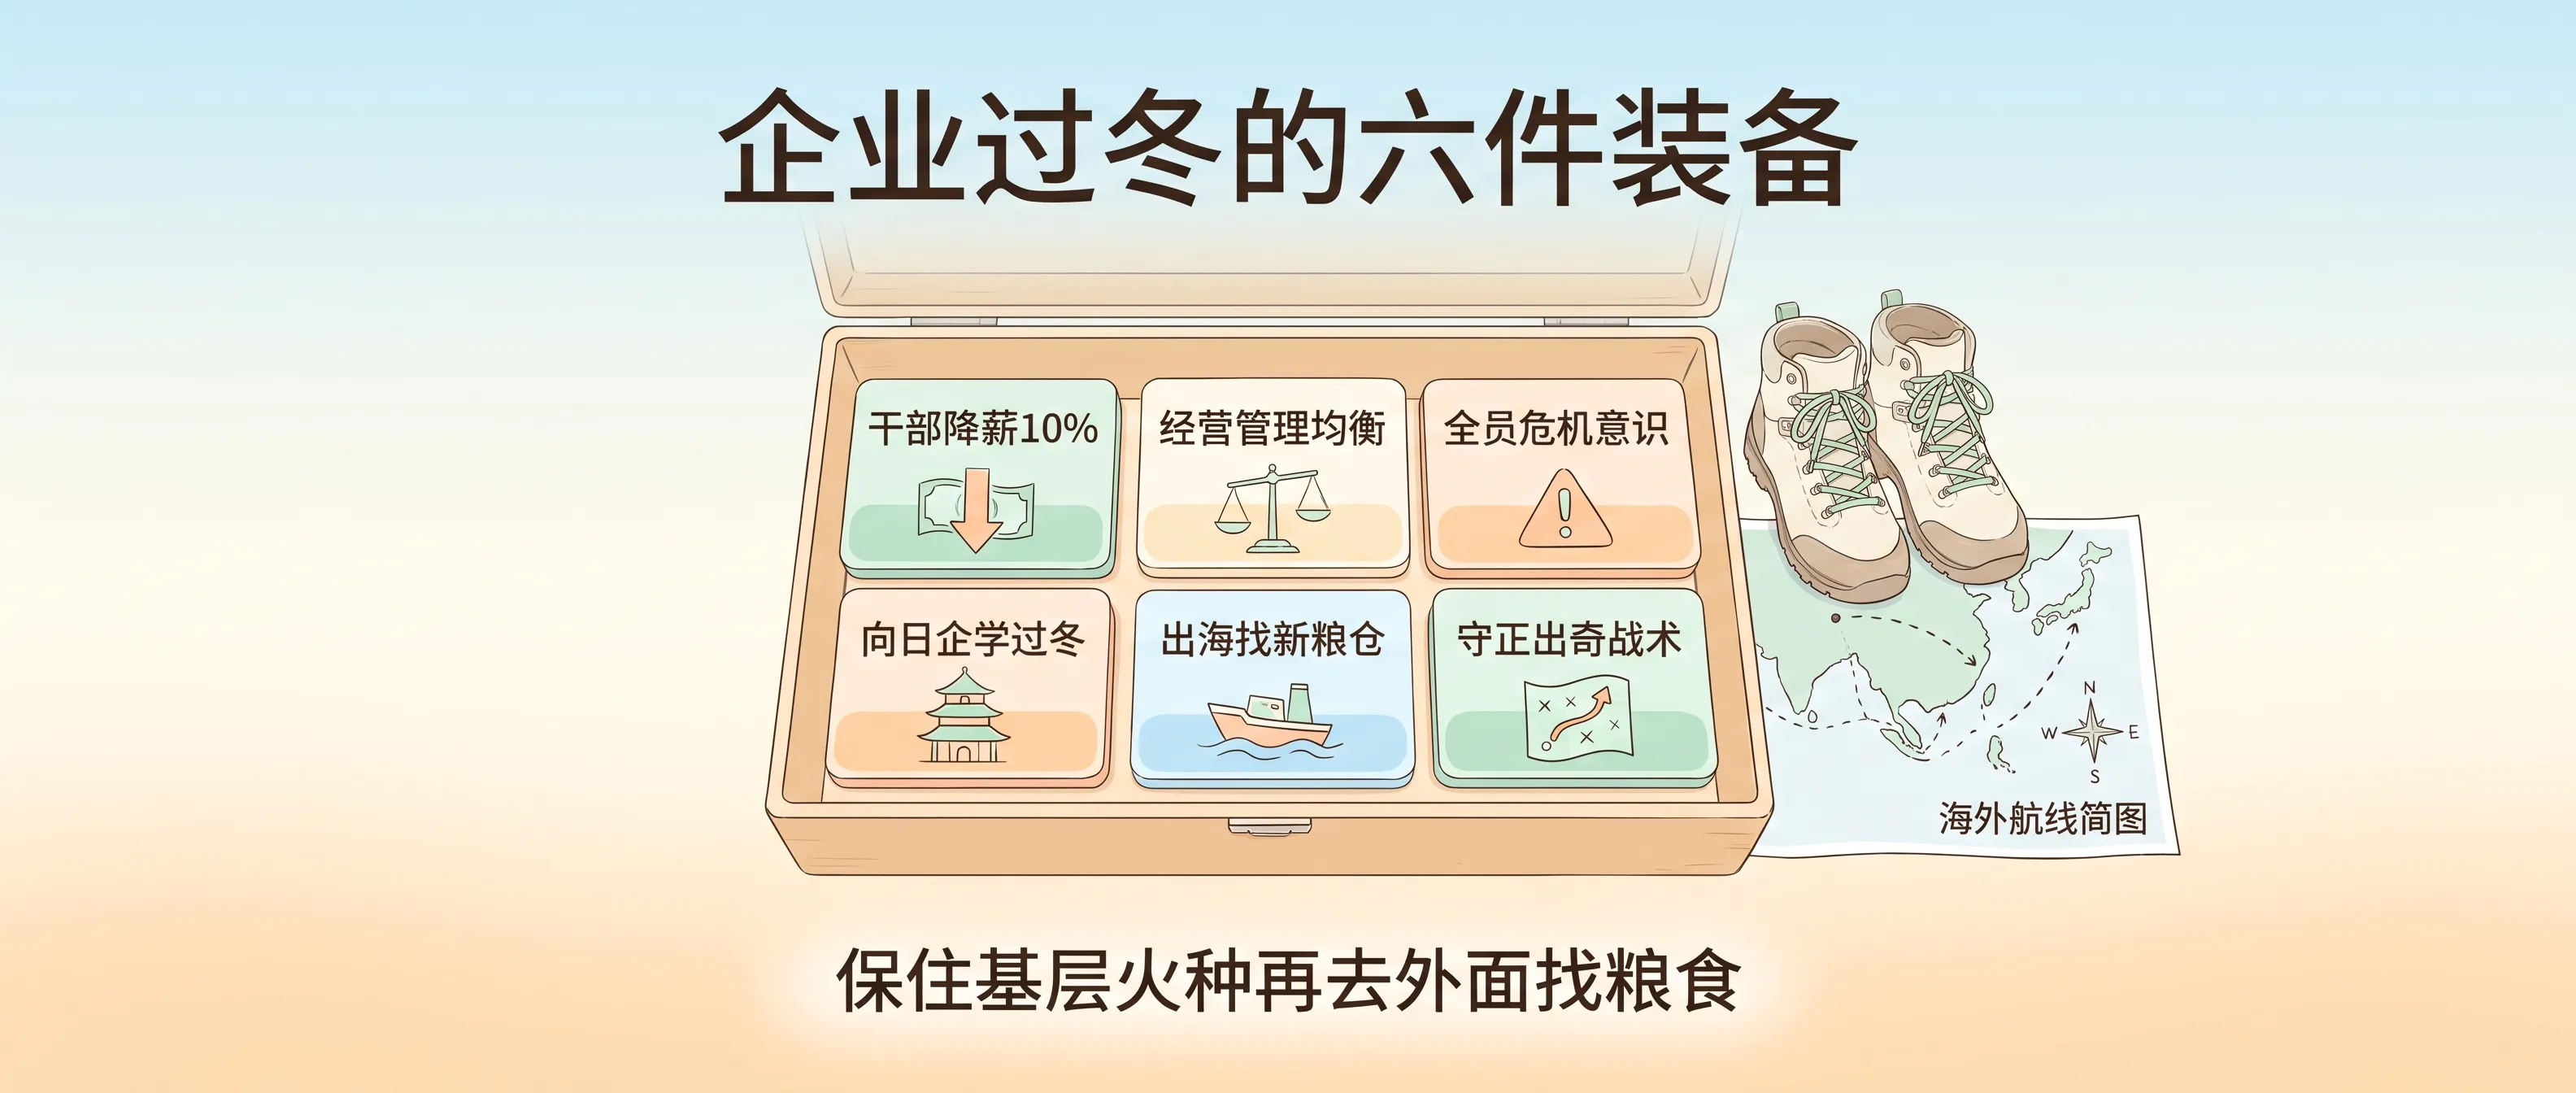 企业过冬的六件装备
干部降薪10%
经营管理均衡
全员危机意识
向日企学过冬
出海找新粮仓
守正出奇战术
N
W E
S
海外航线简图
保住基层火种再去外面找粮食